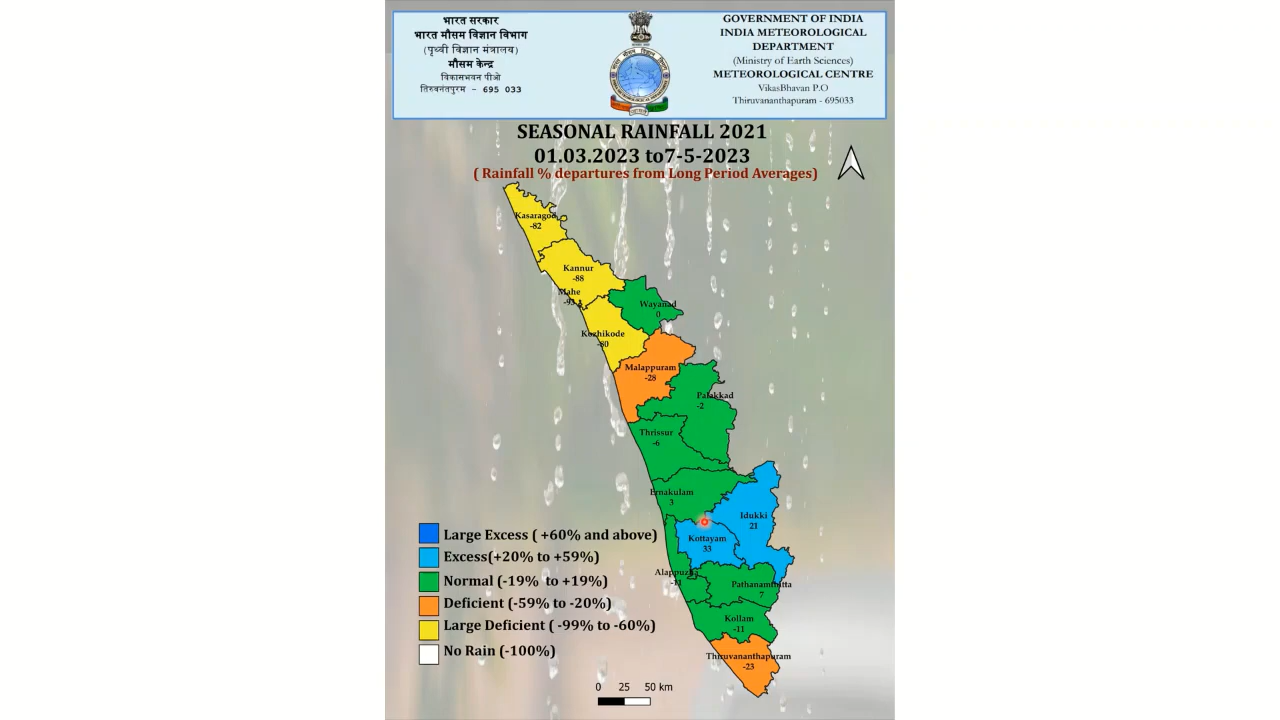 भारत सरकार
भारत मौसम विज्ञान विभाग
(पृथ्वी विज्ञान मंत्रालय)
मौसम केन्द्र
विकासभवन पीओ
तिरुवनंतपुरम – 695 033
GOVERNMENT OF INDIA
INDIA METEOROLOGICAL
DEPARTMENT
(Ministry of Earth Sciences)
METEOROLOGICAL CENTRE
VikasBhavan P.O
Thiruvananthapuram - 695033
SEASONAL RAINFALL 2021
01.03.2023 to7-5-2023
( Rainfall % departures from Long Period Averages)
Kasaragod
-82
Kannur
-88
Mahe
-93
Wayanad
0
Kozhikode
-80
Malappuram
-28
Palakkad
-2
Thrissur
-6
Ernakulam
3
Idukki
21
Kottayam
33
Alappuzha
-11
Pathanamthitta
7
Kollam
-11
Thiruvananthapuram
-23
Large Excess ( +60% and above)
Excess(+20% to +59%)
Normal (-19% to +19%)
Deficient (-59% to -20%)
Large Deficient ( -99% to -60%)
No Rain (-100%)
0 25 50 km